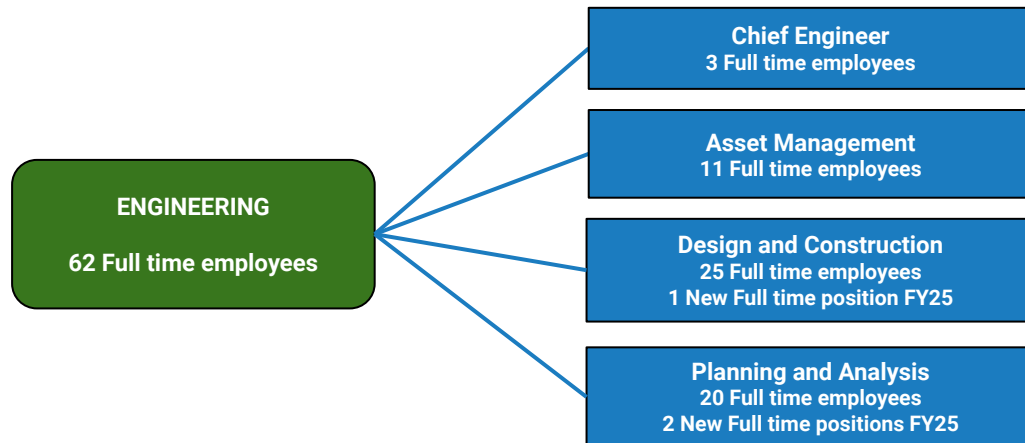 ENGINEERING
62 Full time employees
Chief Engineer
3 Full time employees
Asset Management
11 Full time employees
Design and Construction
25 Full time employees
1 New Full time position FY25
Planning and Analysis
20 Full time employees
2 New Full time positions FY25